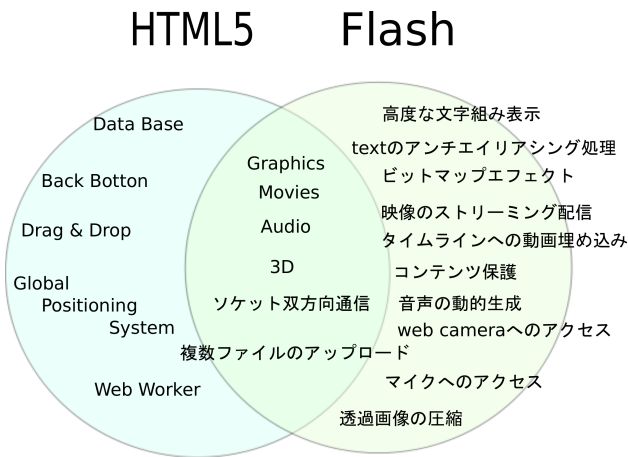 HTML5
Flash
Data Base
Back Botton
Drag & Drop
Global
Positioning
System
Web Worker
Graphics
Movies
Audio
3D
ソケット双方向通信
複数ファイルのアップロード
高度な文字組み表示
textのアンチエイリアシング処理
ビットマップエフェクト
映像のストリーミング配信
タイムラインへの動画埋め込み
コンテンツ保護
音声の動的生成
web cameraへのアクセス
マイクへのアクセス
透過画像の圧縮